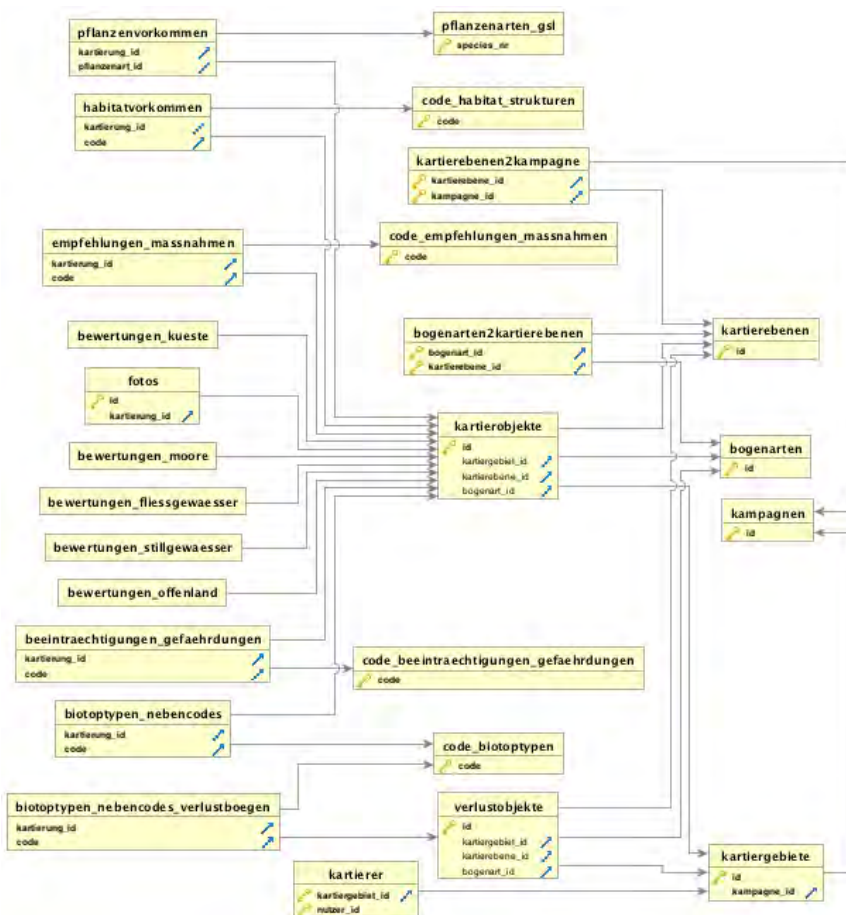 pflanzenvorkommen
kartierung_id
pflanzenart_id
pflanzenarten_gsl
species_nr
habitatvorkommen
kartierung_id
code
code_habitat_strukturen
code
kartierebenen2kampagne
kartierebene_id
kampagne_id
empfehlungen_massnahmen
kartierung_id
code
code_empfehlungen_massnahmen
code
bewertungen_kueste
bogenarten2kartierebenen
bogenart_id
kartierebene_id
kartierebenen
id
fotos
id
kartierung_id
kartierobjekte
id
kartiergebiet_id
kartierebene_id
bogenart_id
bogenarten
id
bewertungen_moore
bewertungen_fliessgewaesser
kampagnen
id
bewertungen_stillgewaesser
bewertungen_offenland
beeintraechtigungen_gefaehrdungen
kartierung_id
code
code_beeintraechtigungen_gefaehrdungen
code
biotoptypen_nebencodes
kartierung_id
code
code_biotoptypen
code
biotoptypen_nebencodes_verlustboegen
kartierung_id
code
verlustobjekte
id
kartiergebiet_id
kartierebene_id
bogenart_id
kartiergebiete
id
kampagne_id
kartierer
kartiergebiet_id
nutzer_id